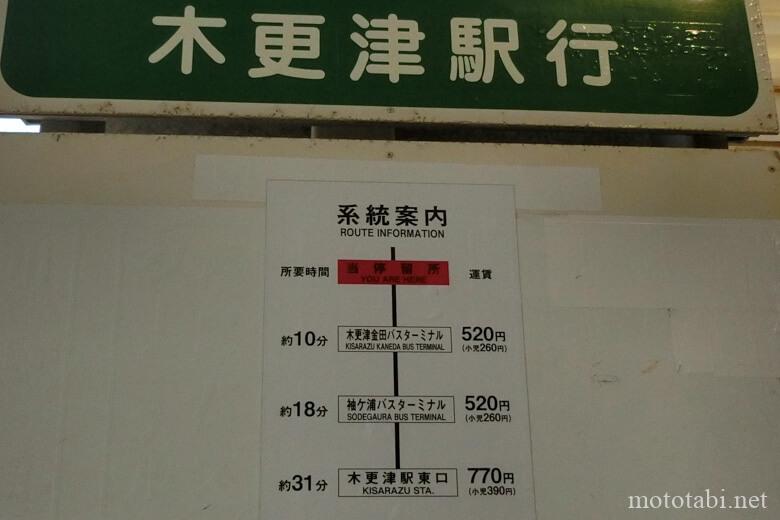 木更津駅行
系統案内
ROUTE INFORMATION
所要時間 当停留所 運賃
YOU ARE HERE
約10分 木更津金田バスターミナル 520円
KISARAZU KANEDA BUS TERMINAL (小児260円)
約18分 袖ケ浦バスターミナル 520円
SODEGAURA BUS TERMINAL (小児260円)
約31分 木更津駅東口 770円
KISARAZU STA. (小児390円)
mototabi.net